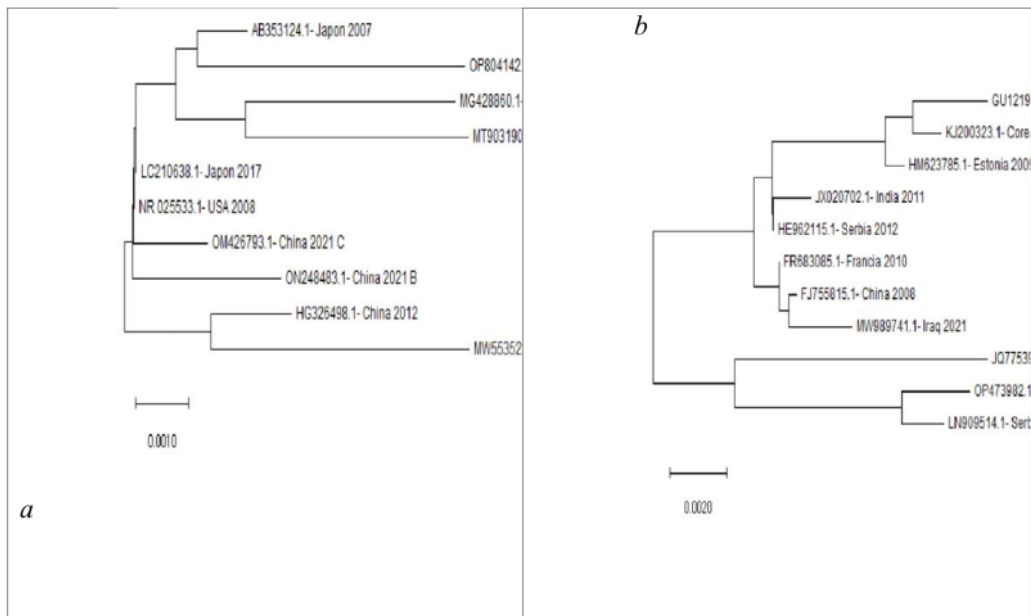 AB353124.1- Japon 2007
OP804142.
MG428860.1-
MT903190
LC210638.1- Japon 2017
NR 025533.1- USA 2008
OM426793.1- China 2021 C
ON248483.1- China 2021 B
HG326498.1- China 2012
MW55352
0.0010
a
b
GU1219
KJ200323.1- Corea
HM623785.1- Estonia 2009
JX020702.1- India 2011
HE962115.1- Serbia 2012
FR683085.1- Francia 2010
FJ755815.1- China 2008
MW989741.1- Iraq 2021
JQ77539
OP473982.1
LN909514.1- Serb
0.0020